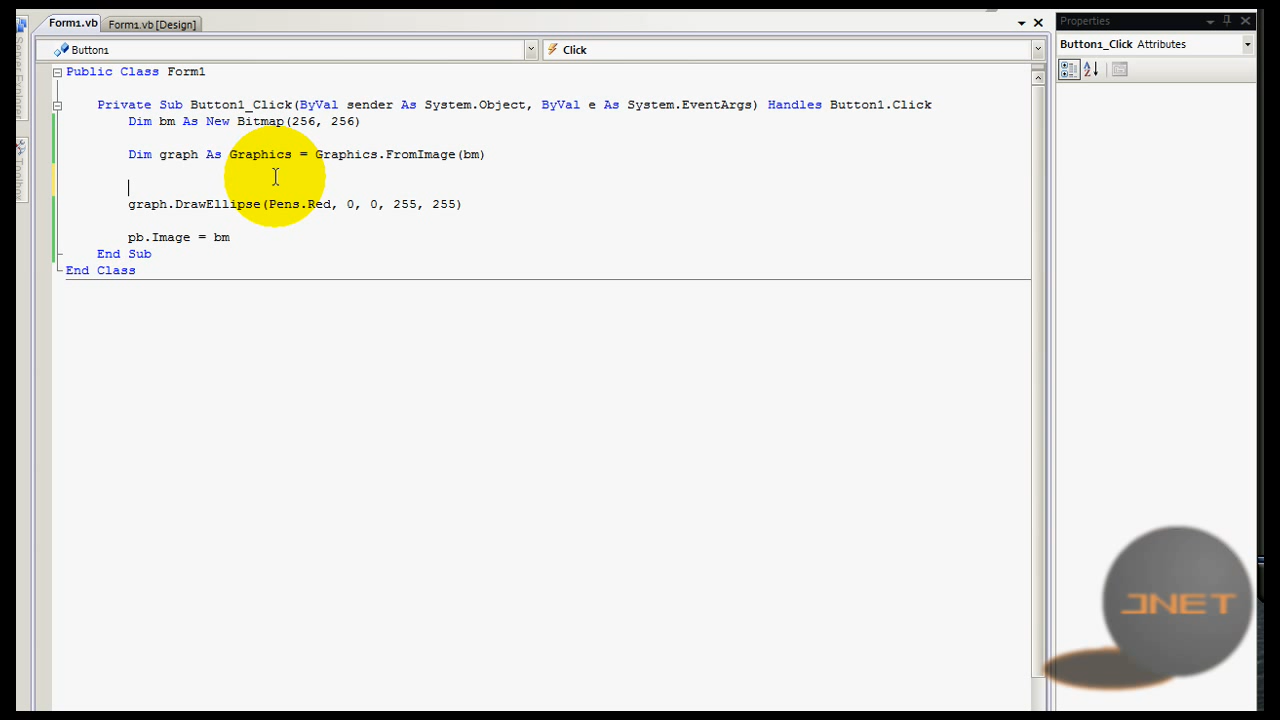 Form1.vb Form1.vb [Design]
Properties
Button1 Click
Button1_Click Attributes
Public Class Form1
Private Sub Button1_Click(ByVal sender As System.Object, ByVal e As System.EventArgs) Handles Button1.Click
Dim bm As New Bitmap(256, 256)
Dim graph As Graphics = Graphics.FromImage(bm)
graph.DrawEllipse(Pens.Red, 0, 0, 255, 255)
pb.Image = bm
End Sub
End Class
JNET